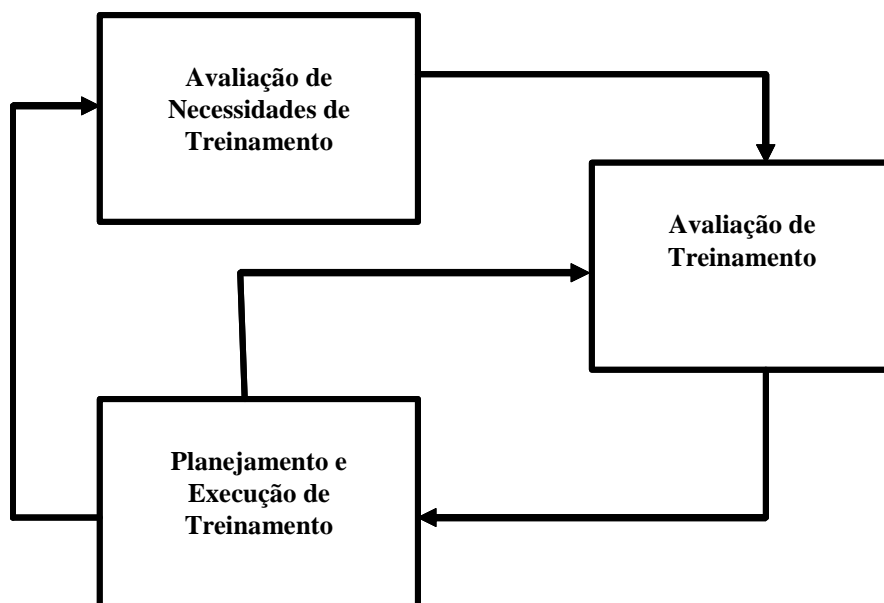 Avaliação de
Necessidades de
Treinamento
Avaliação de
Treinamento
Planejamento e
Execução de
Treinamento